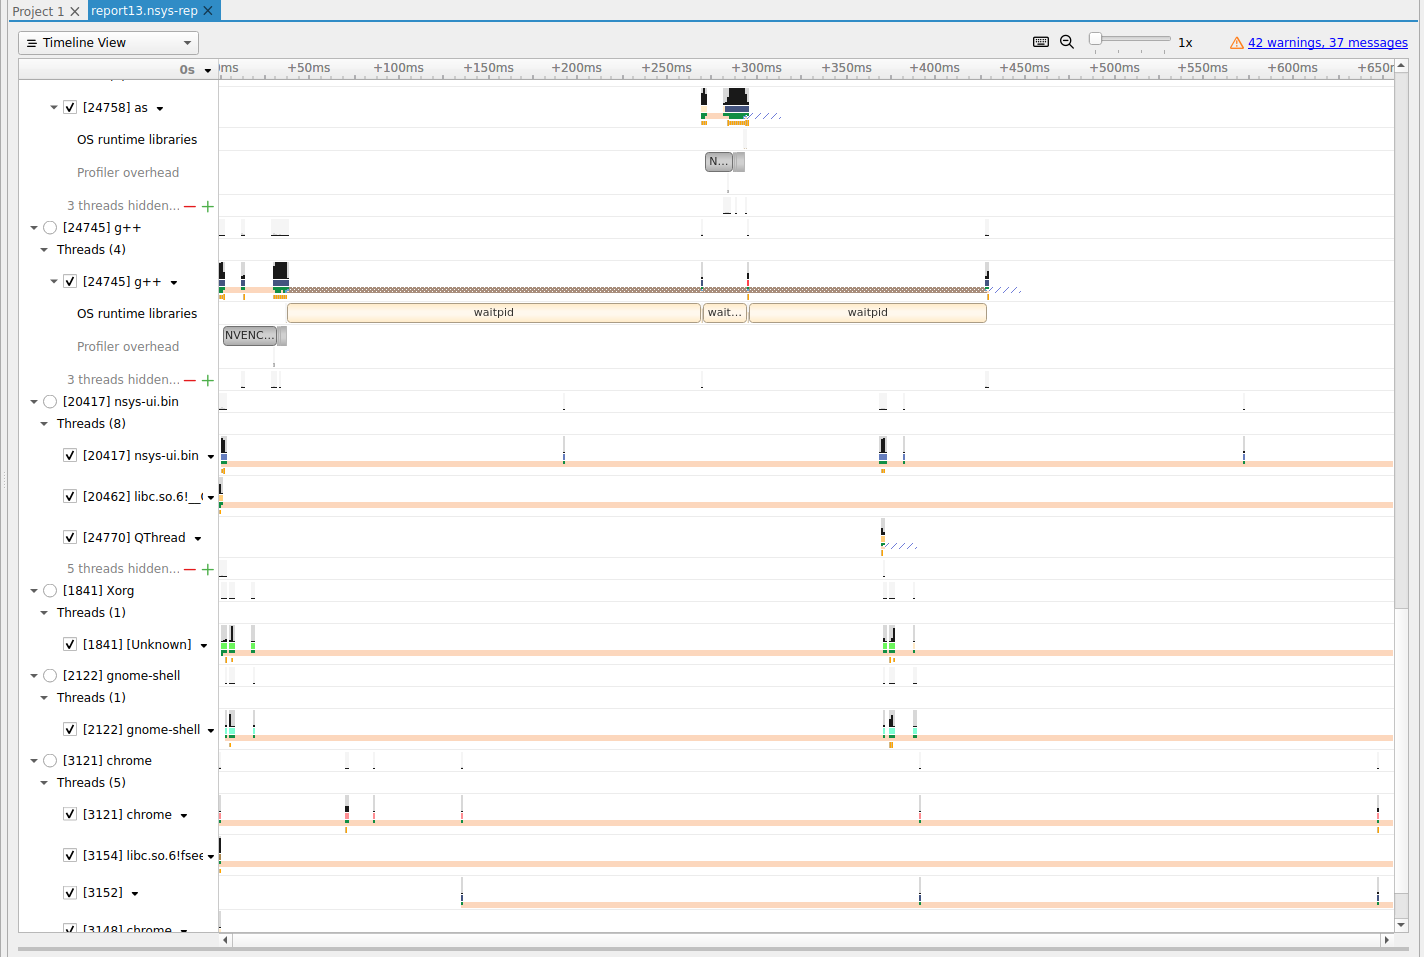 Project 1
report13.nsys-rep
Timeline View
1x
42 warnings, 37 messages
0s
+50ms +100ms +150ms +200ms +250ms +300ms +350ms +400ms +450ms +500ms +550ms +600ms
[24758] as
OS runtime libraries
Profiler overhead
N...
3 threads hidden...
[24745] g++
Threads (4)
[24745] g++
OS runtime libraries
waitpid wait... waitpid
Profiler overhead
NVENC...
3 threads hidden...
[20417] nsys-ui.bin
Threads (8)
[20417] nsys-ui.bin
[20462] libc.so.6!__
[24770] QThread
5 threads hidden...
[1841] Xorg
Threads (1)
[1841] [Unknown]
[2122] gnome-shell
Threads (1)
[2122] gnome-shell
[3121] chrome
Threads (5)
[3121] chrome
[3154] libc.so.6!fsee
[3152]
[3148] chrome